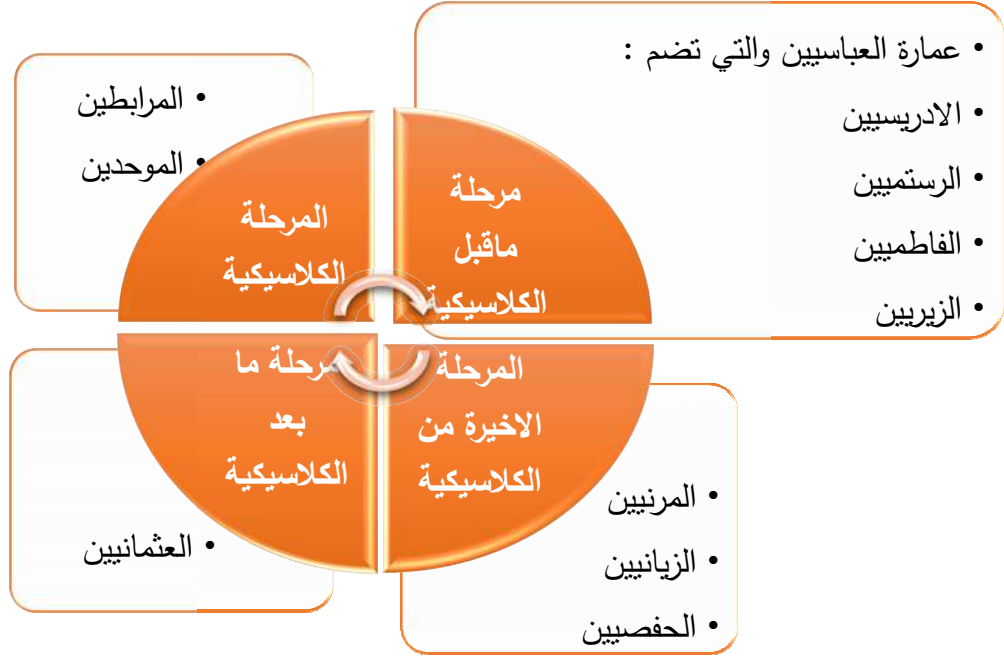 • عمارة العباسيين والتي تضم :
• الادريسيين
• الرستميين
• الفاطميين
• الزيريين
مرحلة
ماقبل
الكلاسيكية
• المرابطين
• الموحدين
المرحلة
الكلاسيكية
المرحلة
الاخيرة من
الكلاسيكية
• المرنيين
• الزيانيين
• الحفصيين
مرحلة ما
بعد
الكلاسيكية
• العثمانيين